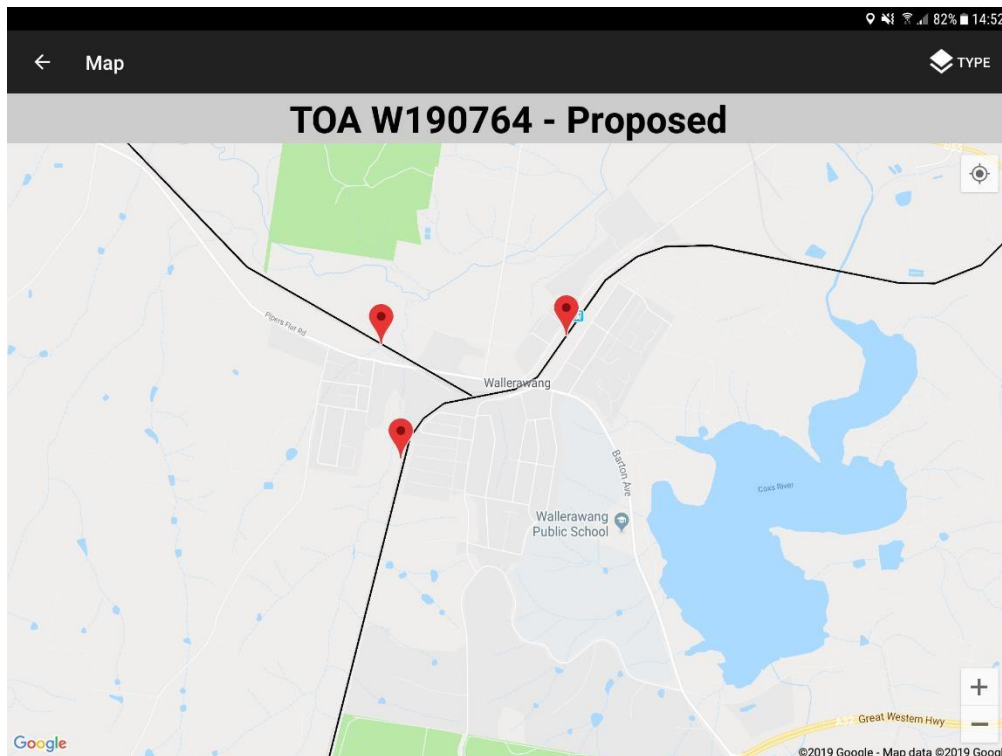 82% 14:52
Map
TYPE
TOA W190764 - Proposed
Pipers Flat Rd
Wallerawang
Barton Ave
Coxs River
Wallerawang
Public School
Great Western Hwy
Google
©2019 Google - Map data ©2019 Goog